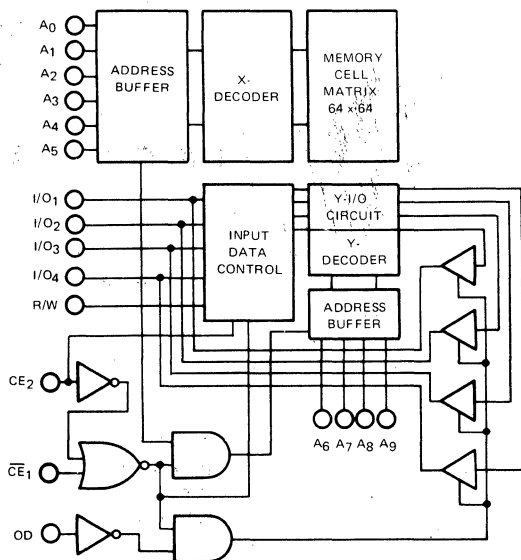 A0
A1
A2
A3
A4
A5
ADDRESS
BUFFER
X-
DECODER
MEMORY
CELL
MATRIX
64 x 64
I/O1
I/O2
I/O3
I/O4
R/W
INPUT
DATA
CONTROL
Y-I/O
CIRCUIT
Y-
DECODER
ADDRESS
BUFFER
A6 A7 A8 A9
CE2
C̅E̅1
OD